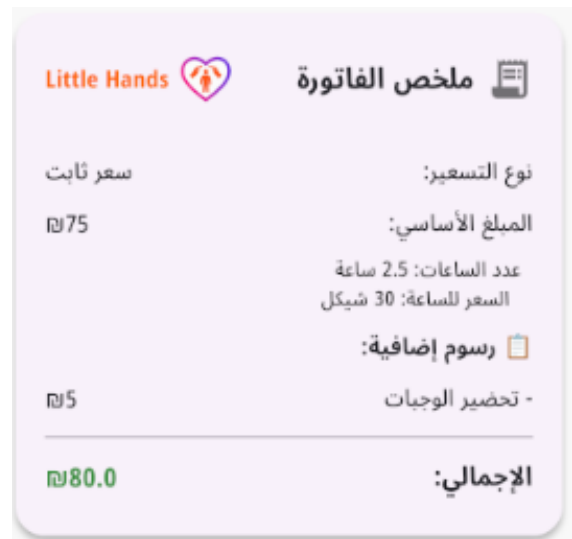 ملخص الفاتورة
Little Hands
نوع التسعير: سعر ثابت
المبلغ الأساسي: ₪75
عدد الساعات: 2.5 ساعة
السعر للساعة: 30 شيكل
رسوم إضافية:
- تحضير الوجبات ₪5
الإجمالي: ₪80.0